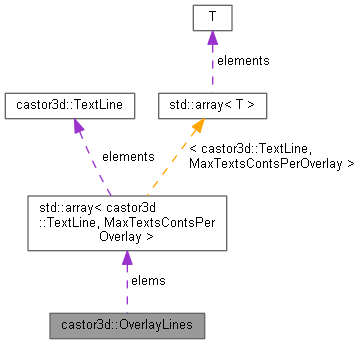 T
elements
castor3d::TextLine
std::array< T >
< castor3d::TextLine,
MaxTextsContsPerOverlay >
elements
std::array< castor3d
::TextLine, MaxTextsContsPer
Overlay >
elems
castor3d::OverlayLines